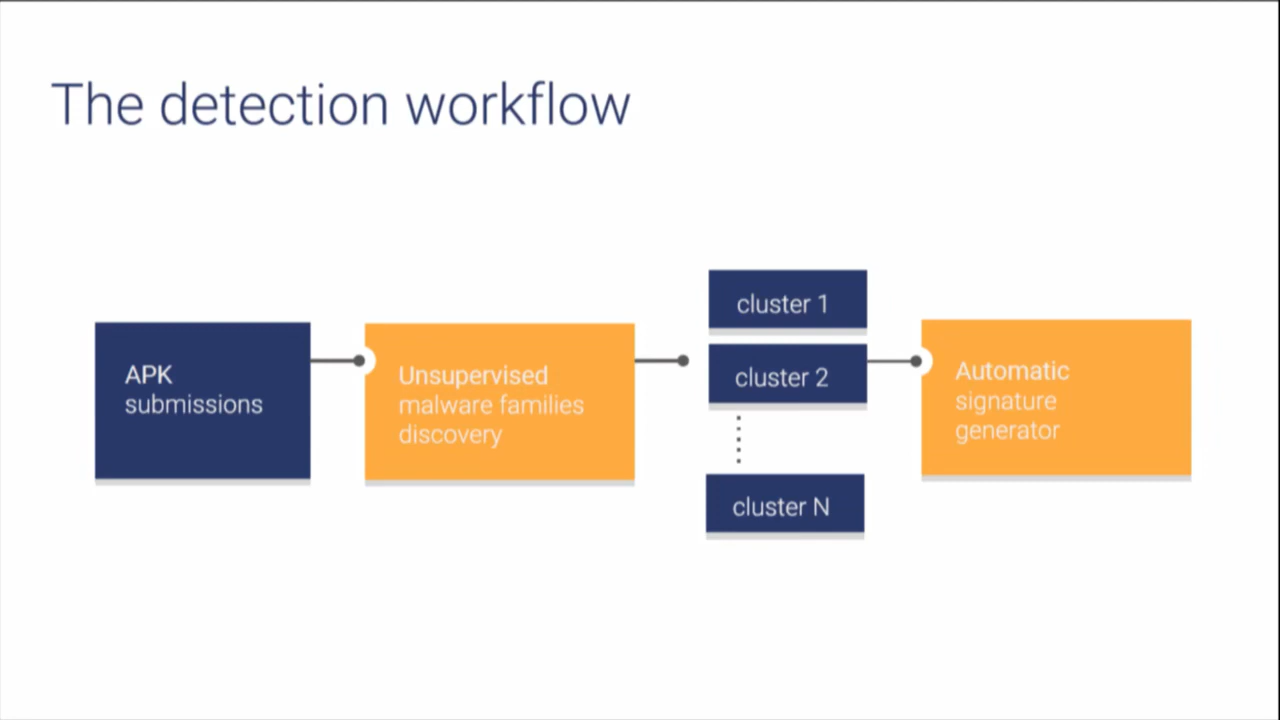 The detection workflow
APK
submissions
Unsupervised
malware families
discovery
cluster 1
cluster 2
cluster N
Automatic
signature
generator